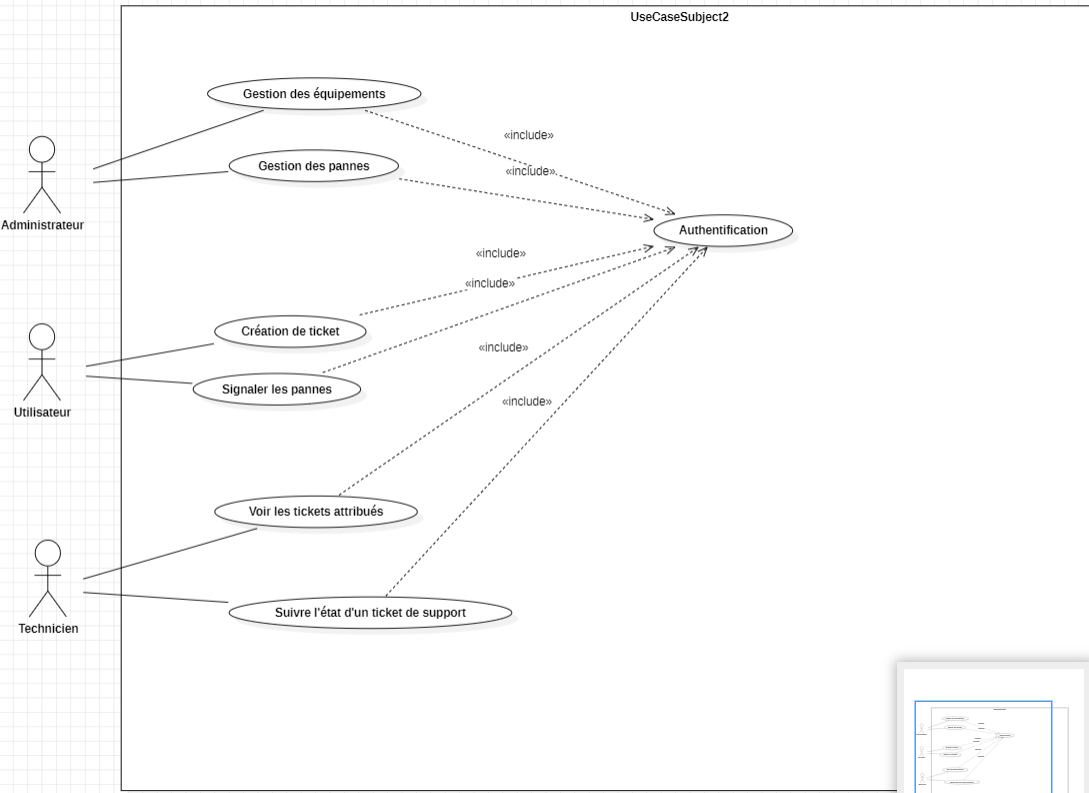 UseCaseSubject2
Gestion des équipements
«include»
Gestion des pannes
«include»
Administrateur
Authentification
«include»
«include»
Création de ticket
«include»
Signaler les pannes
Utilisateur
«include»
Voir les tickets attribués
Suivre l'état d'un ticket de support
Technicien